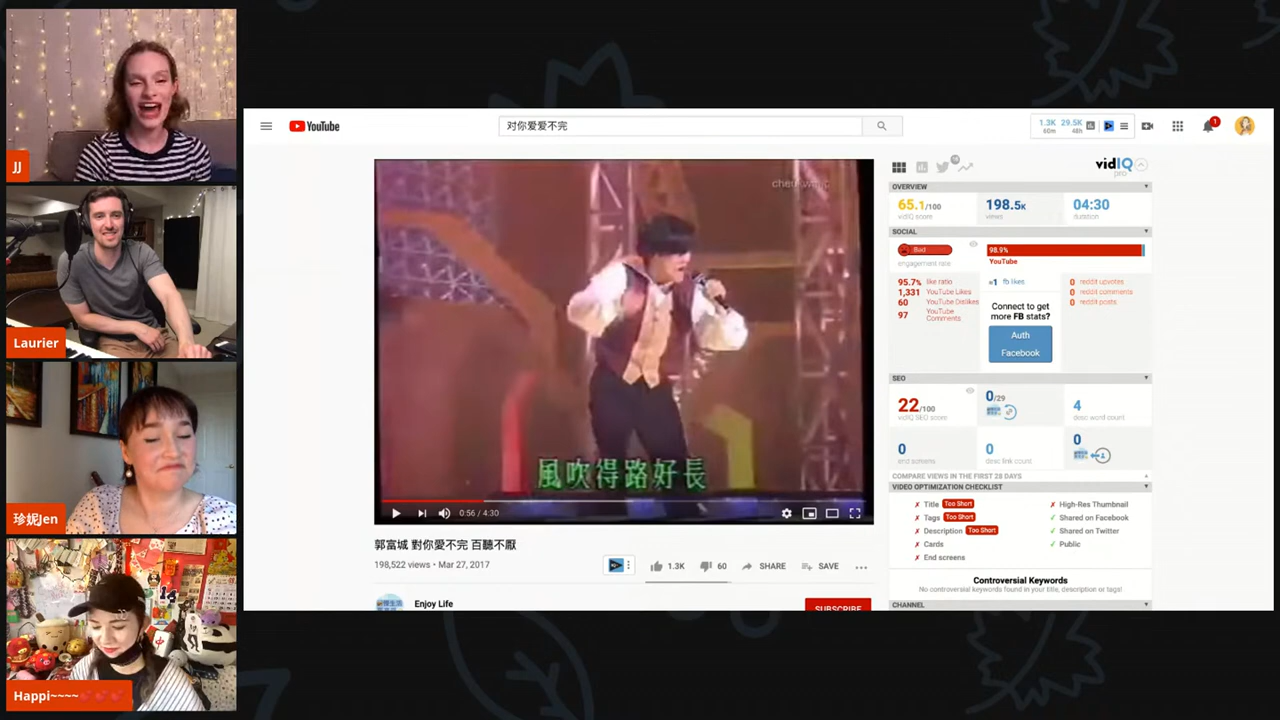 JJ
Laurier
珍妮Jen
Happi~~~~
YouTube
对你爱爱不完
1.3K 29.5K
60m 48h
1
风吹得路好長
0:56 / 4:30
郭富城 對你愛不完 百聽不厭
198,522 views • Mar 27, 2017
1.3K 60 SHARE SAVE
Enjoy Life
SUBSCRIBE
vidIQ
pro
OVERVIEW
65.1/100 198.5K 04:30
vidIQ score views duration
SOCIAL
Bad
engagement rate
98.9%
YouTube
95.7% like ratio
1,331 YouTube Likes
60 YouTube Dislikes
97 YouTube Comments
≈1 fb likes
Connect to get
more FB stats?
Auth
Facebook
0 reddit upvotes
0 reddit comments
0 reddit posts
SEO
22/100
vidIQ SEO score
0/29
4
desc word count
0
end screens
0
desc link count
0
COMPARE VIEWS IN THE FIRST 28 DAYS
VIDEO OPTIMIZATION CHECKLIST
Title Too Short
Tags Too Short
Description Too Short
Cards
End screens
High-Res Thumbnail
Shared on Facebook
Shared on Twitter
Public
Controversial Keywords
No controversial keywords found in your title, description or tags!
CHANNEL